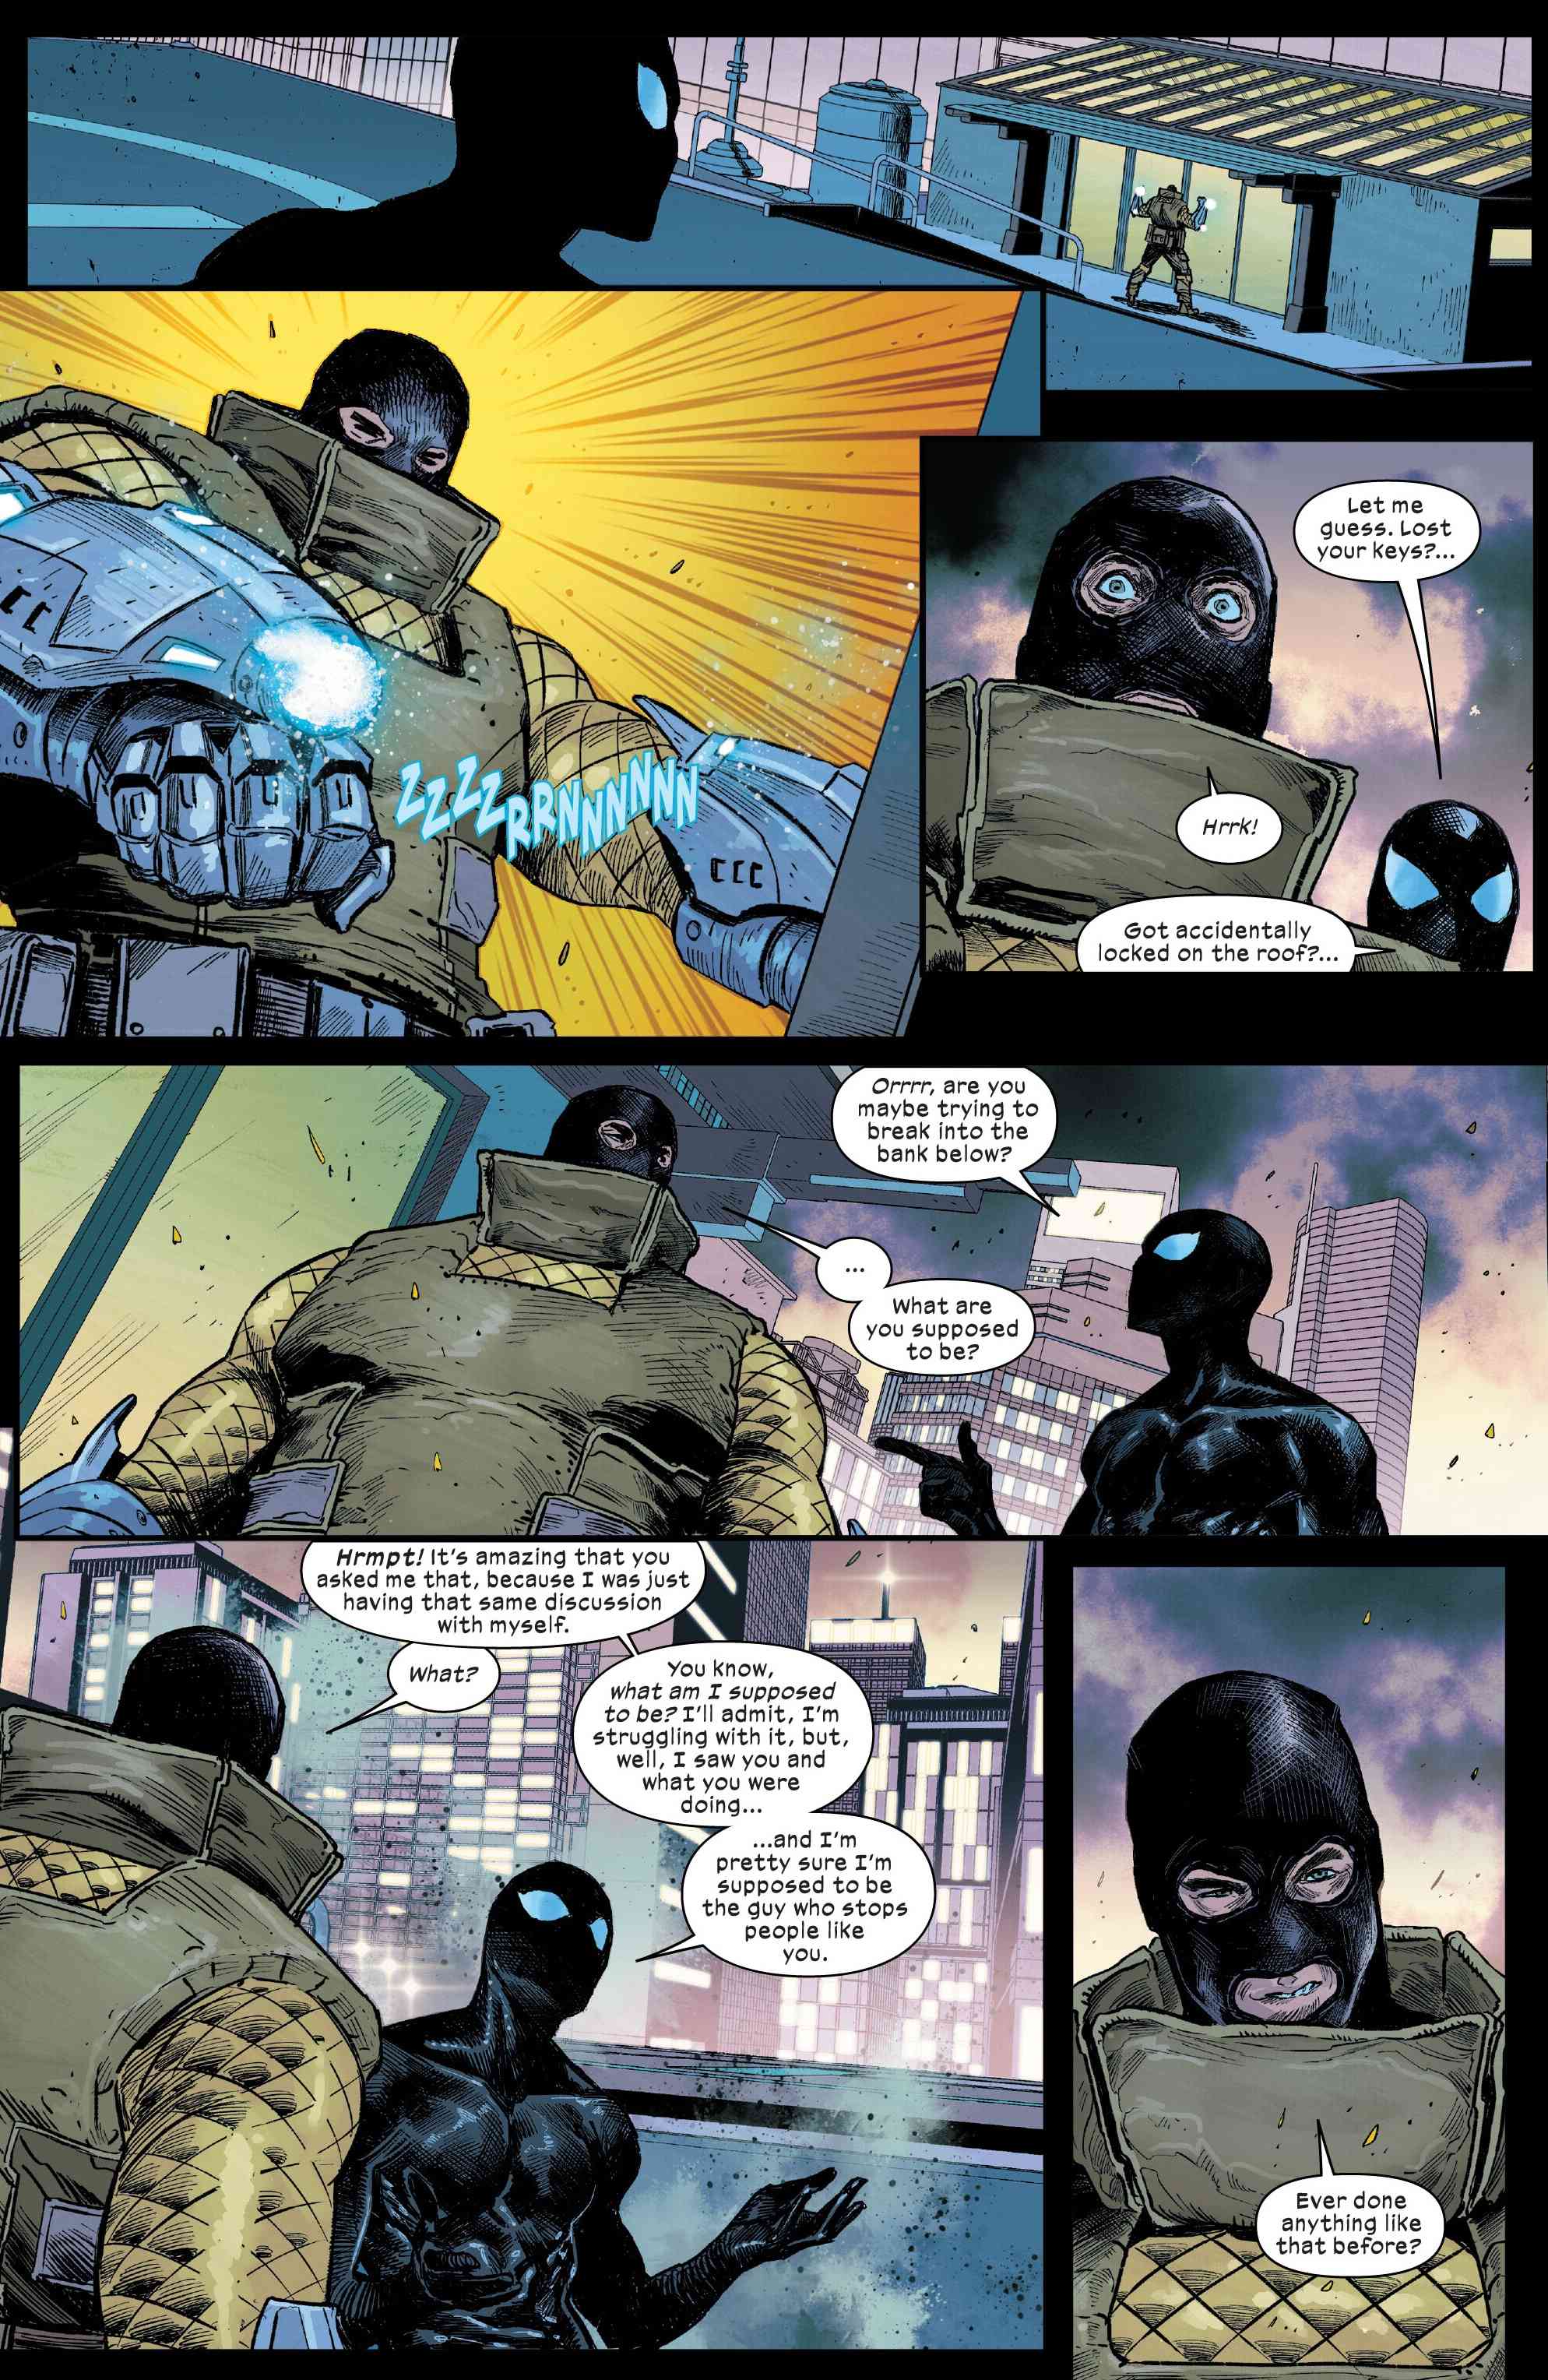 ZZZZRRNNNNNNN
Let me
guess. Lost
your keys?...
Hrrk!
Got accidentally
locked on the roof?...
Orrrr, are you
maybe trying to
break into the
bank below?
...
What are
you supposed
to be?
Hrmpt! It's amazing that you
asked me that, because I was just
having that same discussion
with myself.
What?
You know,
what am I supposed
to be? I'll admit, I'm
struggling with it, but,
well, I saw you and
what you were
doing...
...and I'm
pretty sure I'm
supposed to be
the guy who stops
people like
you.
Ever done
anything like
that before?